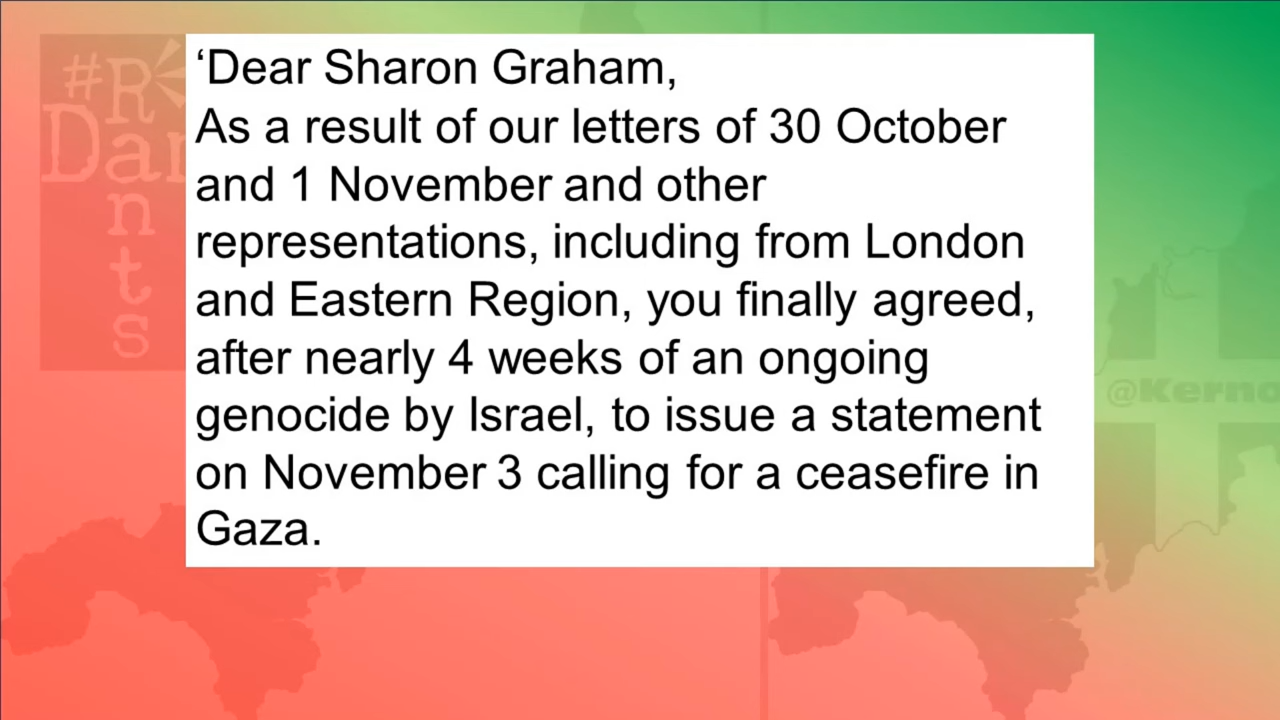 ‘Dear Sharon Graham,
As a result of our letters of 30 October
and 1 November and other
representations, including from London
and Eastern Region, you finally agreed,
after nearly 4 weeks of an ongoing
genocide by Israel, to issue a statement
on November 3 calling for a ceasefire in
Gaza.
#R
Dan
n
t
s
@Kerno